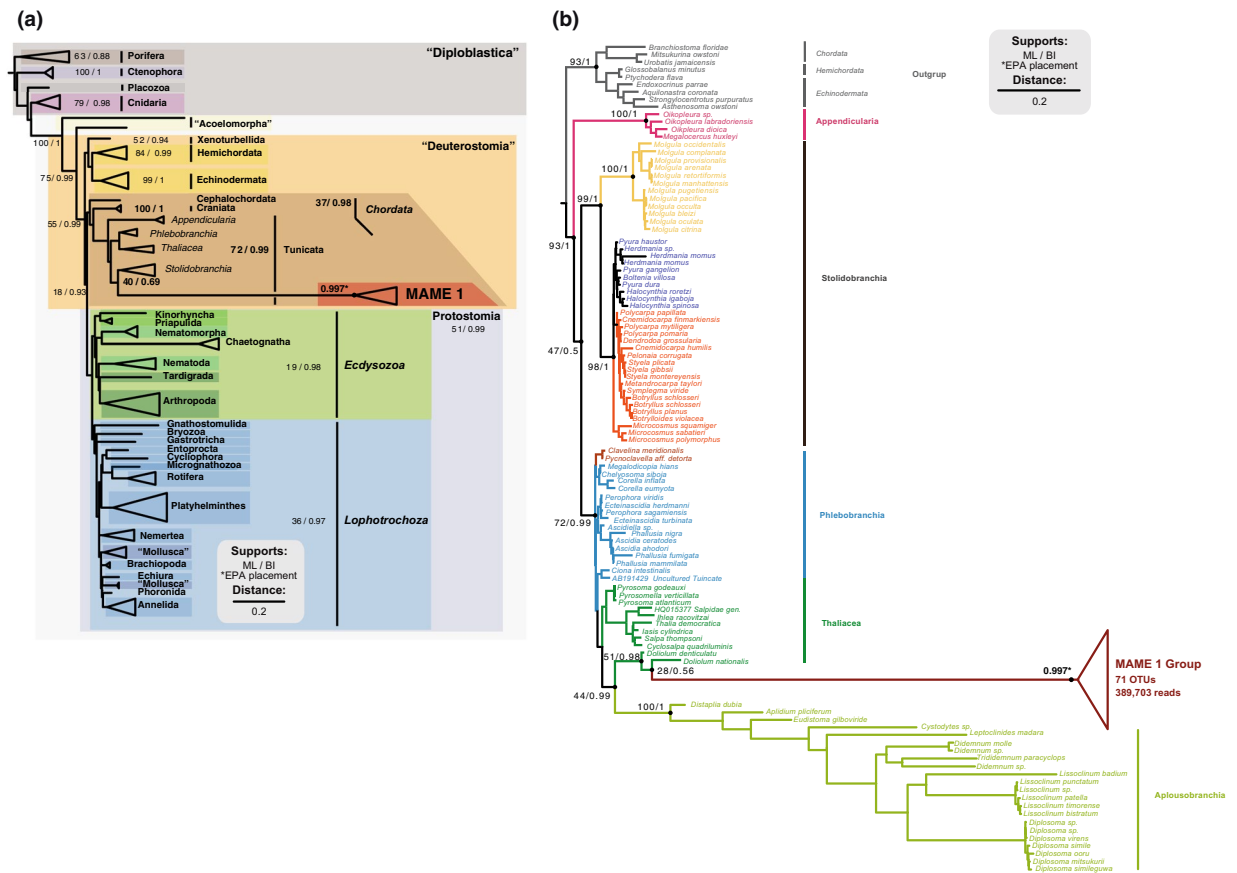 (a)
63 / 0.88
Porifera
"Diploblastica"
100 / 1
Ctenophora
Placozoa
79 / 0.98
Cnidaria
"Acoelomorpha"
100 / 1
52 / 0.94
Xenoturbellida
"Deuterostomia"
84 / 0.99
Hemichordata
75 / 0.99
99 / 1
Echinodermata
Cephalochordata
37 / 0.98
100 / 1
Craniata
Chordata
Appendicularia
55 / 0.99
Phlebobranchia
Thaliacea
72 / 0.99
Tunicata
Stolidobranchia
40 / 0.69
18 / 0.93
0.997*
MAME 1
Kinorhyncha
Protostomia
Priapulida
51 / 0.99
Nematomorpha
Chaetognatha
Nematoda
19 / 0.98
Ecdysozoa
Tardigrada
Arthropoda
Gnathostomulida
Bryozoa
Gastrotricha
Entoprocta
Cycliophora
Micrognathozoa
Rotifera
Platyhelminthes
36 / 0.97
Lophotrochoza
Nemertea
"Mollusca"
Brachiopoda
Echiura
"Mollusca"
Phoronida
Annelida
Supports:
ML / BI
*EPA placement
Distance:
0.2
(b)
Supports:
ML / BI
*EPA placement
Distance:
0.2
93/1
Branchiostoma floridae
Mitsukurina owstoni
Urobatis jamaicensis
Chordata
Glossobalanus minutus
Ptychodera flava
Hemichordata
Outgrup
Endoxocrinus parrae
Aquilonastra coronata
Strongylocentrotus purpuratus
Asthenosoma owstoni
Echinodermata
100/1
Oikopleura sp.
Oikopleura labradoriensis
Oikpleura dioica
Megalocercus huxleyi
Appendicularia
Molgula occidentalis
Molgula complanata
Molgula provisionalis
Molgula arenata
Molgula retortiformis
Molgula manhattensis
100/1
Molgula pugetiensis
Molgula pacifica
Molgula occulta
Molgula bleizi
Molgula oculata
Molgula citrina
99/1
93/1
Pyura haustor
Herdmania sp.
Herdmania momus
Herdmania momus
Pyura gangelion
Boltenia villosa
Pyura dura
Halocynthia roretzi
Halocynthia igaboja
Halocynthia spinosa
Stolidobranchia
Polycarpa papillata
Cnemidocarpa finmarkiensis
Polycarpa mytiligera
Polycarpa pomaria
Dendrodoa grossularia
Cnemidocarpa humilis
Pelonaia corrugata
Styela plicata
Styela gibbsii
Styela montereyensis
Metandrocarpa taylori
Symplegma viride
Botryllus schlosseri
Botryllus planus
Botrylloides violacea
Microcosmus squamiger
Microcosmus sabatieri
Microcosmus polymorphus
47/0.5
98/1
Clavelina meridionalis
Pycnoclavella aff. detorta
Megalodicopia hians
Chelyosoma siboja
Corella inflata
Corella eumyota
Perophora viridis
Ecteinascidia herdmanni
Perophora sagamiensis
Ecteinascidia turbinata
Ascidiella sp.
Phallusia nigra
Ascidia ceratodes
Ascidia ahodori
Phallusia fumigata
Phallusia mammilata
Ciona intestinalis
AB191429 Uncultured Tuincate
Phlebobranchia
72/0.99
Pyrosoma godeauxi
Pyrosomella verticillata
Pyrosoma atlanticum
HQ015377 Salpidae gen.
Ihlea racovitzai
Thalia democratica
Iasis cylindrica
Salpa thompsoni
Cyclosalpa quadriluminis
Doliolum denticulatu
Doliolum nationalis
Thaliacea
51/0.98
28/0.56
0.997*
MAME 1 Group
71 OTUs
389,703 reads
44/0.99
100/1
Distaplia dubia
Aplidium pliciferum
Eudistoma gilboviride
Cystodytes sp.
Leptoclinides madara
Didemnum molle
Didemnum sp.
Trididemnum paracyclops
Didemnum sp.
Lissoclinum badium
Lissoclinum punctatum
Lissoclinum sp.
Lissoclinum patella
Lissoclinum timorense
Lissoclinum bistratum
Aplousobranchia
Diplosoma sp.
Diplosoma sp.
Diplosoma virens
Diplosoma simile
Diplosoma ooru
Diplosoma mitsukurii
Diplosoma simileguwa